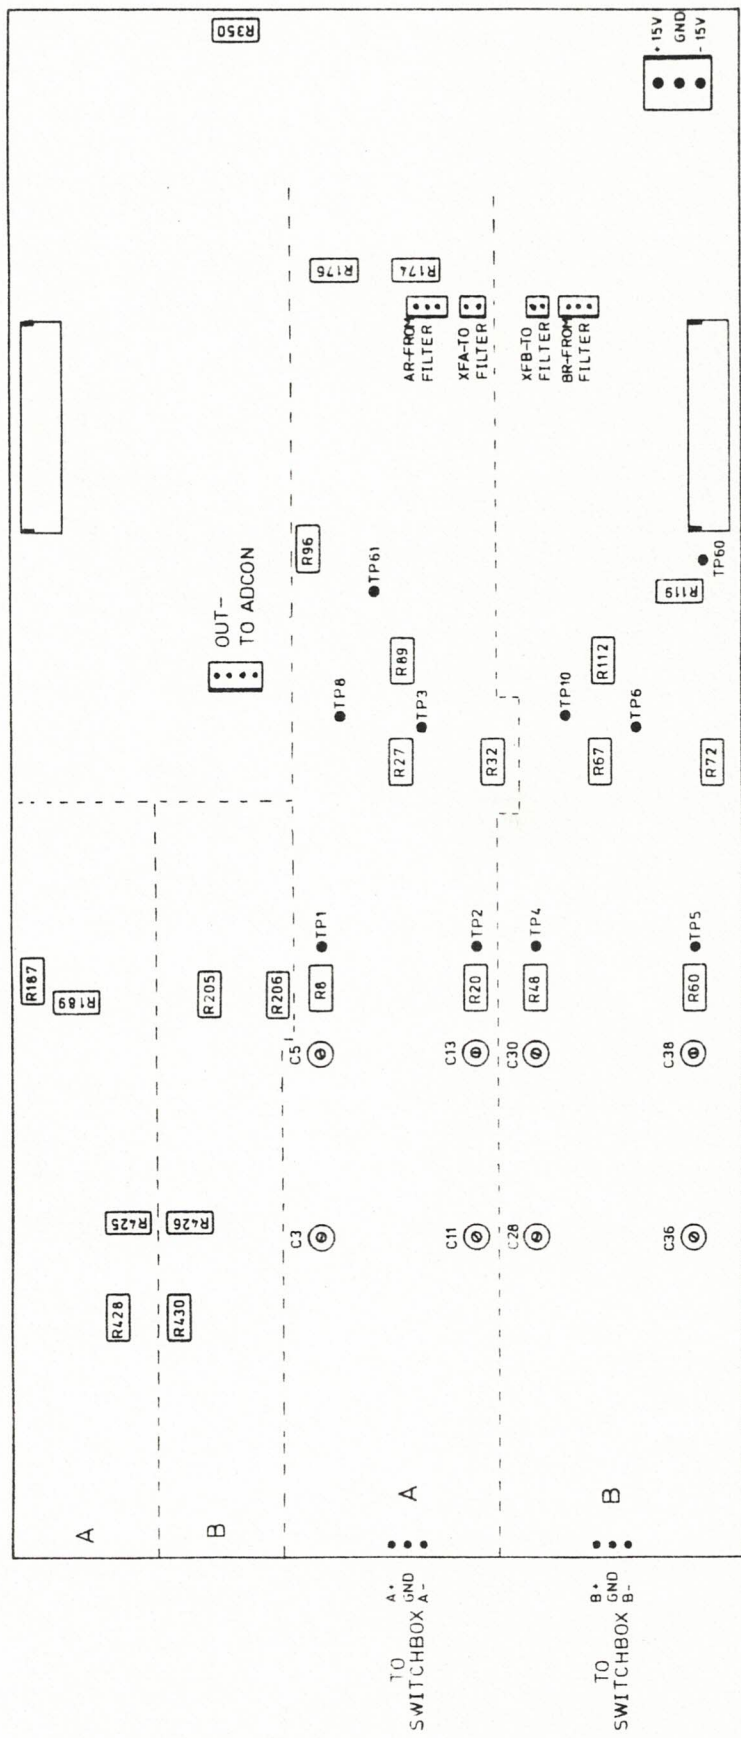 A
R428
R425
R189
R187
R350
B
R430
R426
R205
R206
OUT-
TO ADCON
C3
C5
R8
TP1
TP8
R96
TP61
R176
TO
SWITCHBOX
A+
GND
A-
A
R27
TP3
R89
R174
AR-FROM
FILTER
C11
C13
R20
TP2
R32
XFA-TO
FILTER
C28
C30
R48
TP4
TP10
XFB-TO
FILTER
TO
SWITCHBOX
B+
GND
B-
B
R67
TP6
R112
BR-FROM
FILTER
C36
C38
R60
TP5
R72
R119
TP60
+15V
GND
-15V